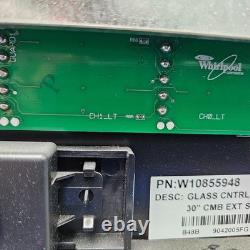 Whirlpool
CH1_LT
CH0_LT
PN:W10855948
DESC: GLASS CNTRL
30" CMB EXT S
B49B 9042005FG